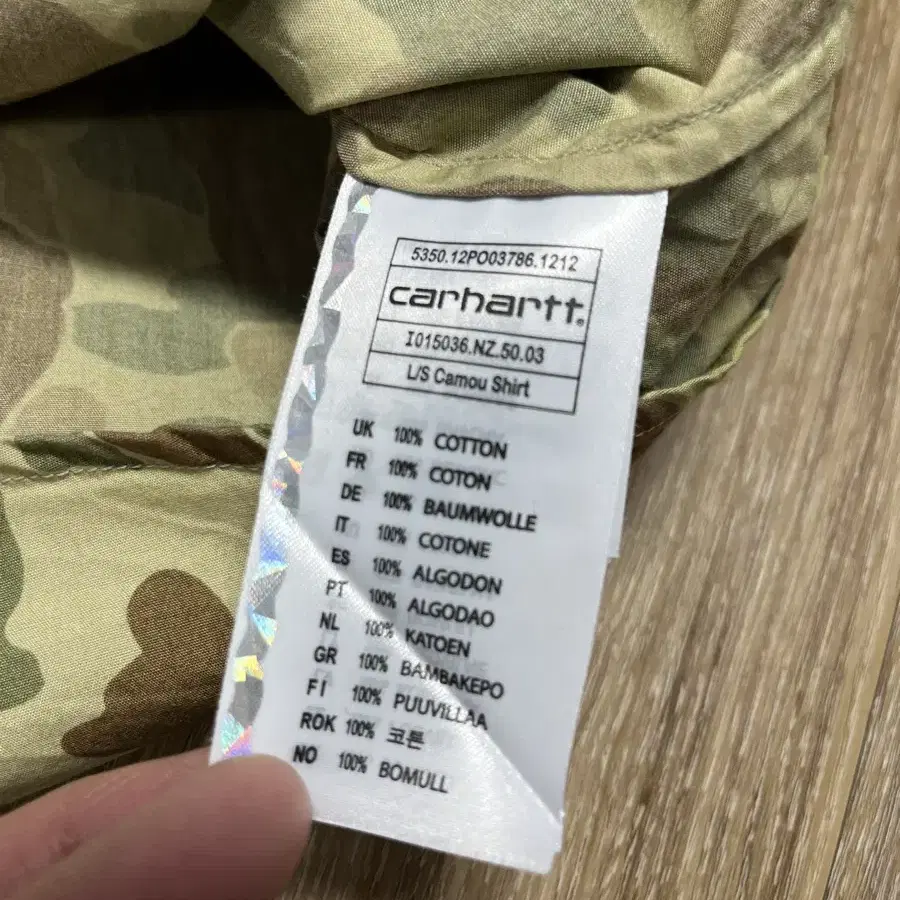 5350.12PO03786.1212
carhartt®
I015036.NZ.50.03
L/S Camou Shirt
UK 100% COTTON
FR 100% COTON
DE 100% BAUMWOLLE
IT 100% COTONE
ES 100% ALGODON
PT 100% ALGODAO
NL 100% KATOEN
GR 100% BAMBAKEPO
FI 100% PUUVILLAA
ROK 100% 코튼
NO 100% BOMULL